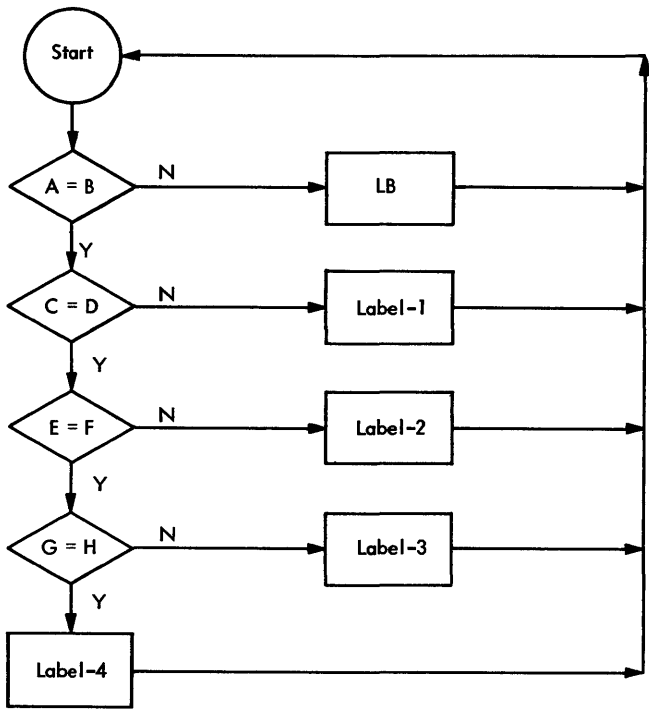 Start
A = B
N
LB
Y
C = D
N
Label-1
Y
E = F
N
Label-2
Y
G = H
N
Label-3
Y
Label-4